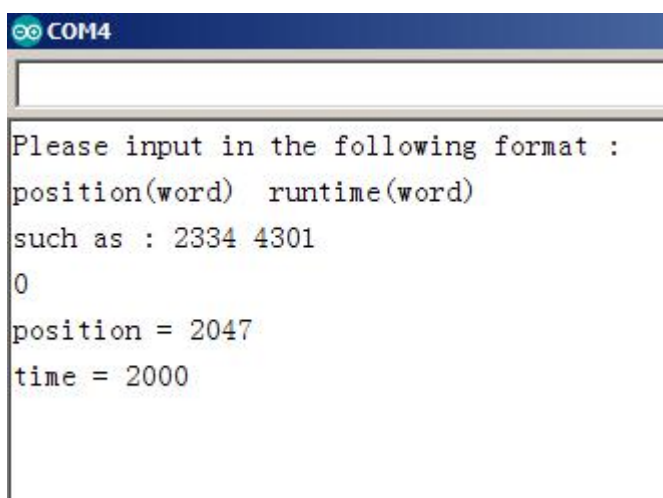 COM4
Please input in the following format :
position(word)  runtime(word)
such as : 2334 4301
0
position = 2047
time = 2000